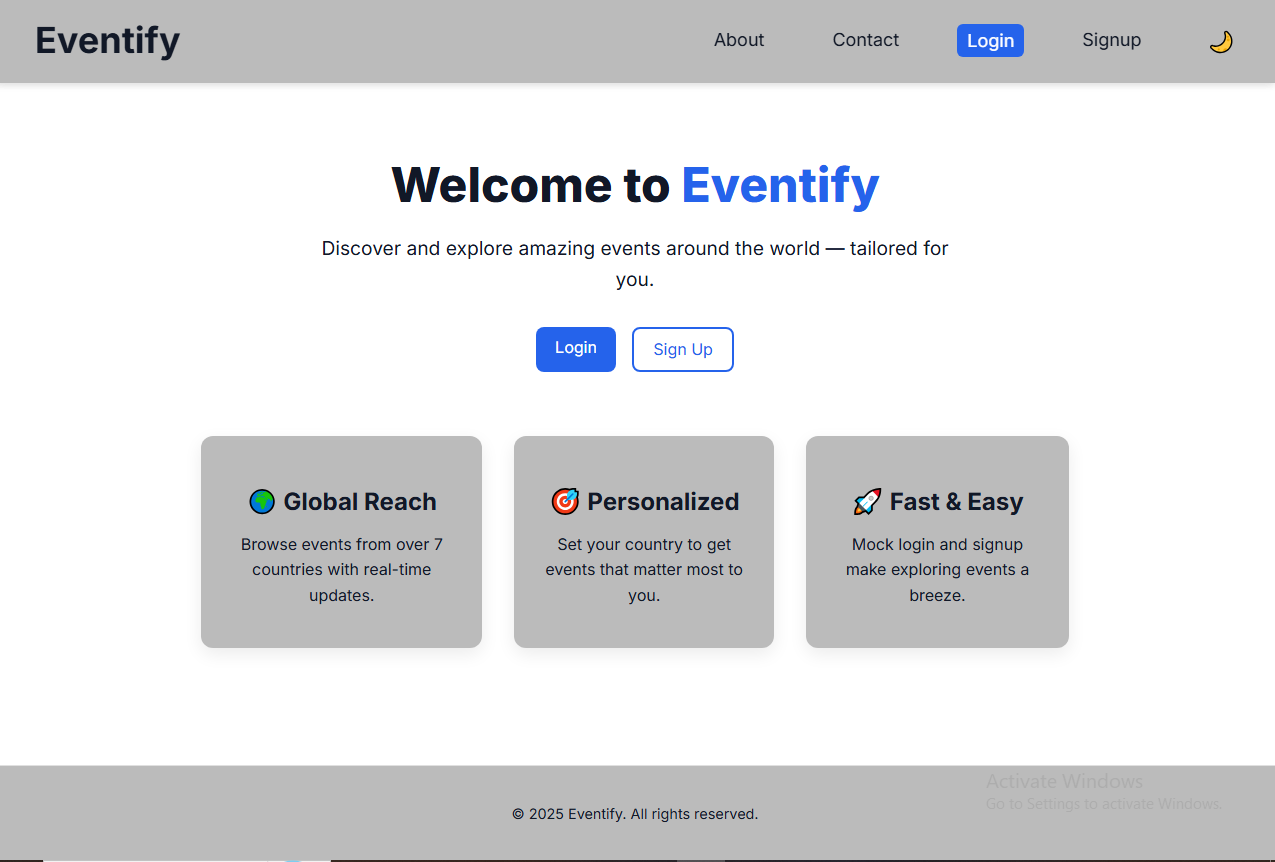 Eventify
About Contact Login Signup
Welcome to Eventify
Discover and explore amazing events around the world — tailored for
you.
Login Sign Up
Global Reach
Browse events from over 7
countries with real-time
updates.
Personalized
Set your country to get
events that matter most to
you.
Fast & Easy
Mock login and signup
make exploring events a
breeze.
Activate Windows
Go to Settings to activate Windows.
© 2025 Eventify. All rights reserved.